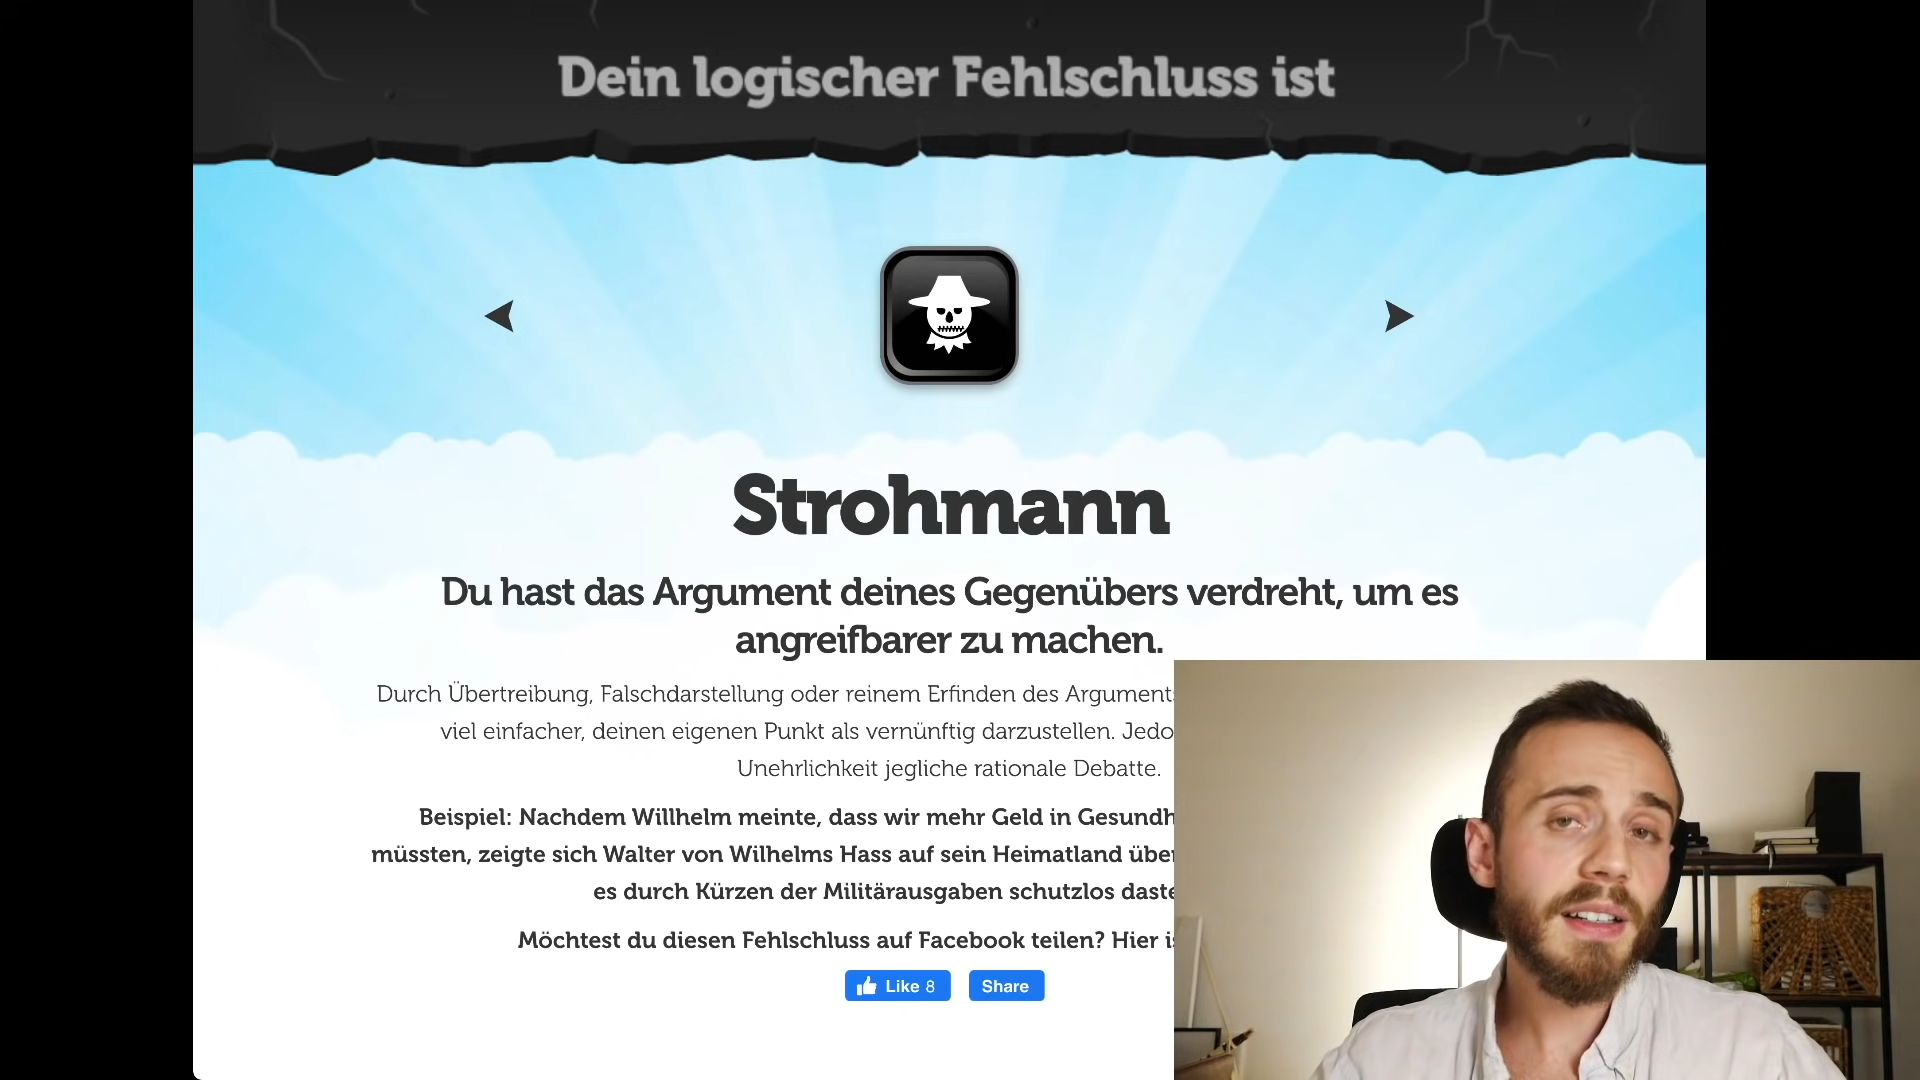 Dein logischer Fehlschluss ist
Strohmann
Du hast das Argument deines Gegenübers verdreht, um es
angreifbarer zu machen.
Durch Übertreibung, Falschdarstellung oder reinem Erfinden des Arguments
viel einfacher, deinen eigenen Punkt als vernünftig darzustellen.
Unehrlichkeit jegliche rationale Debatte.
Beispiel: Nachdem Willhelm meinte, dass wir mehr Geld in
müssten, zeigte sich Walter von Wilhelms Hass auf sein Heimatland
es durch Kürzen der Militärausgaben schutzlos
Möchtest du diesen Fehlschluss auf Facebook teilen? Hier
Like 8
Share